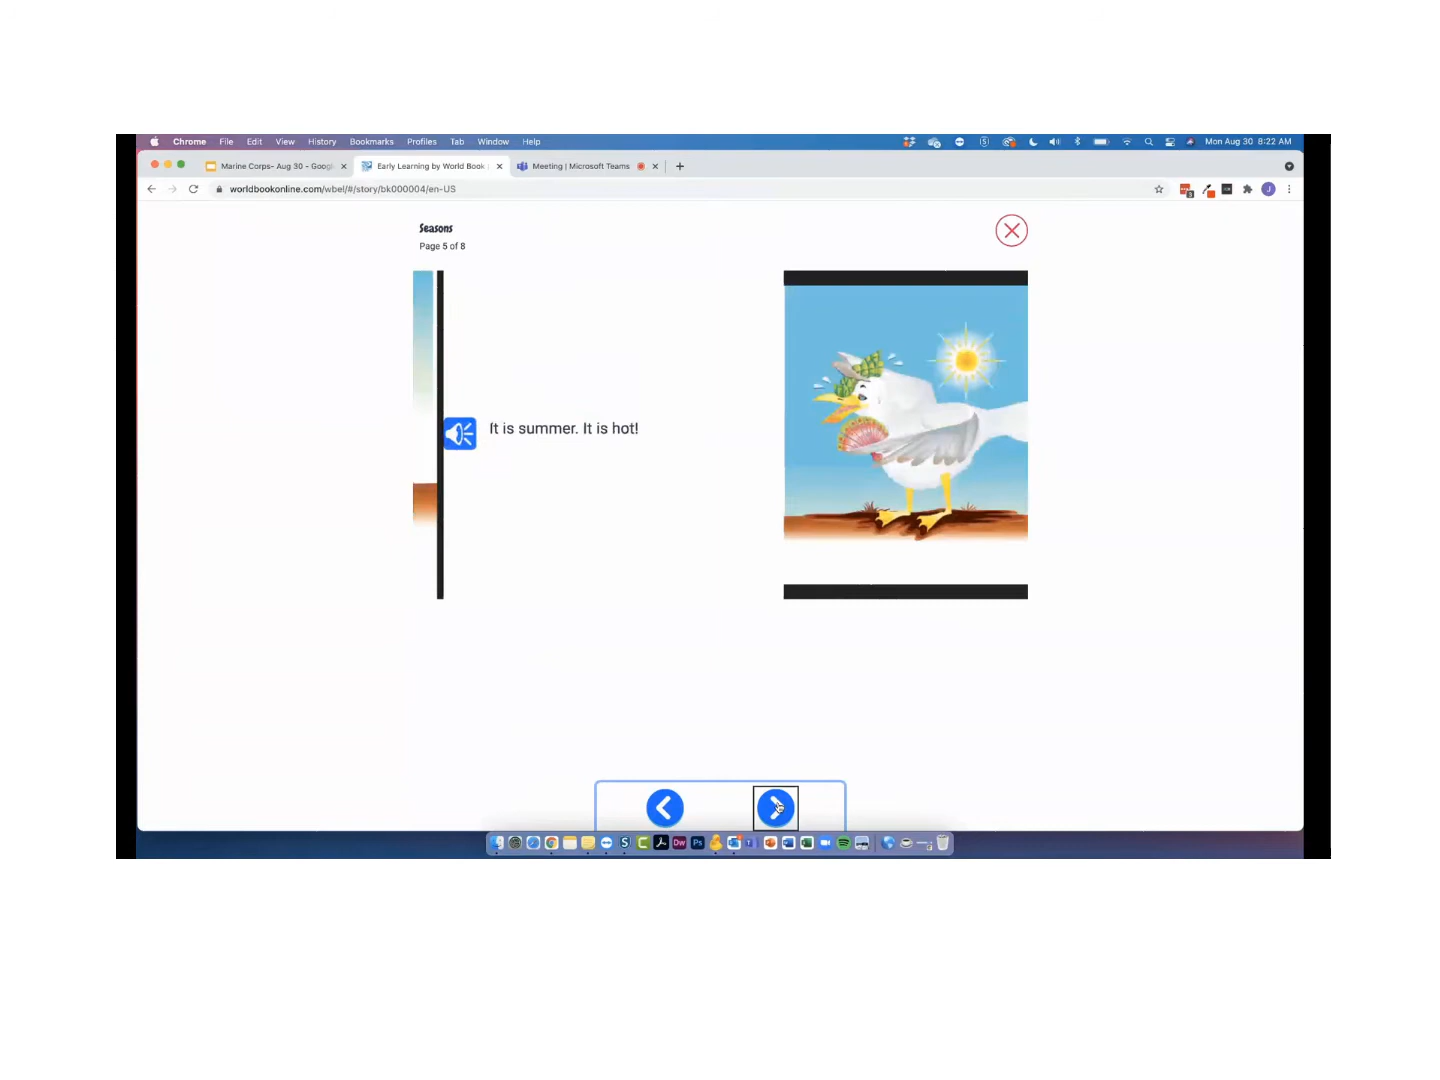 Chrome File Edit View History Bookmarks Profiles Tab Window Help Mon Aug 30 8:22 AM
Marine Corps- Aug 30 - Googl Early Learning by World Book Meeting | Microsoft Teams
worldbookonline.com/wbel/#/story/bk000004/en-US
Seasons
Page 5 of 8
It is summer. It is hot!